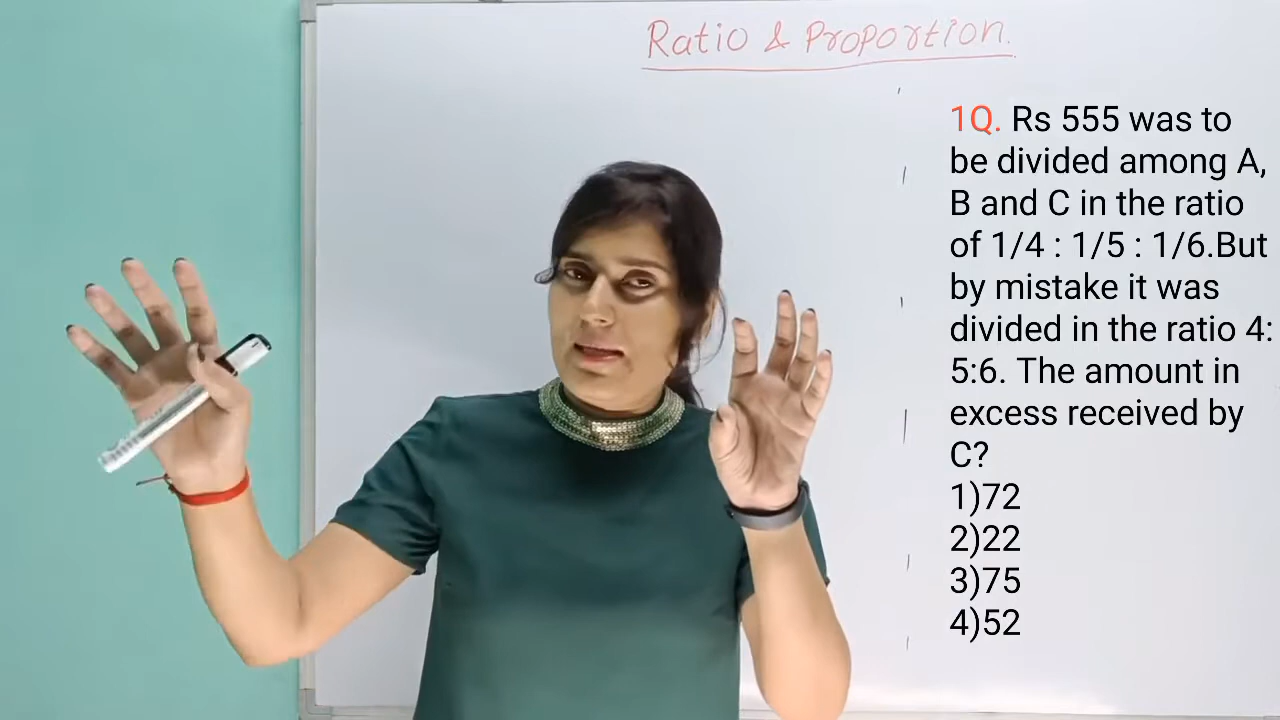 Ratio & Proportion.
1Q. Rs 555 was to
be divided among A,
B and C in the ratio
of 1/4 : 1/5 : 1/6.But
by mistake it was
divided in the ratio 4:
5:6. The amount in
excess received by
C?
1)72
2)22
3)75
4)52